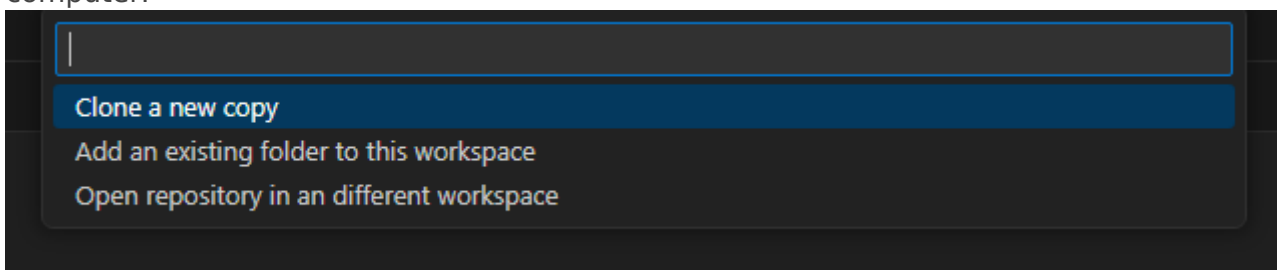 Clone a new copy
Add an existing folder to this workspace
Open repository in an different workspace